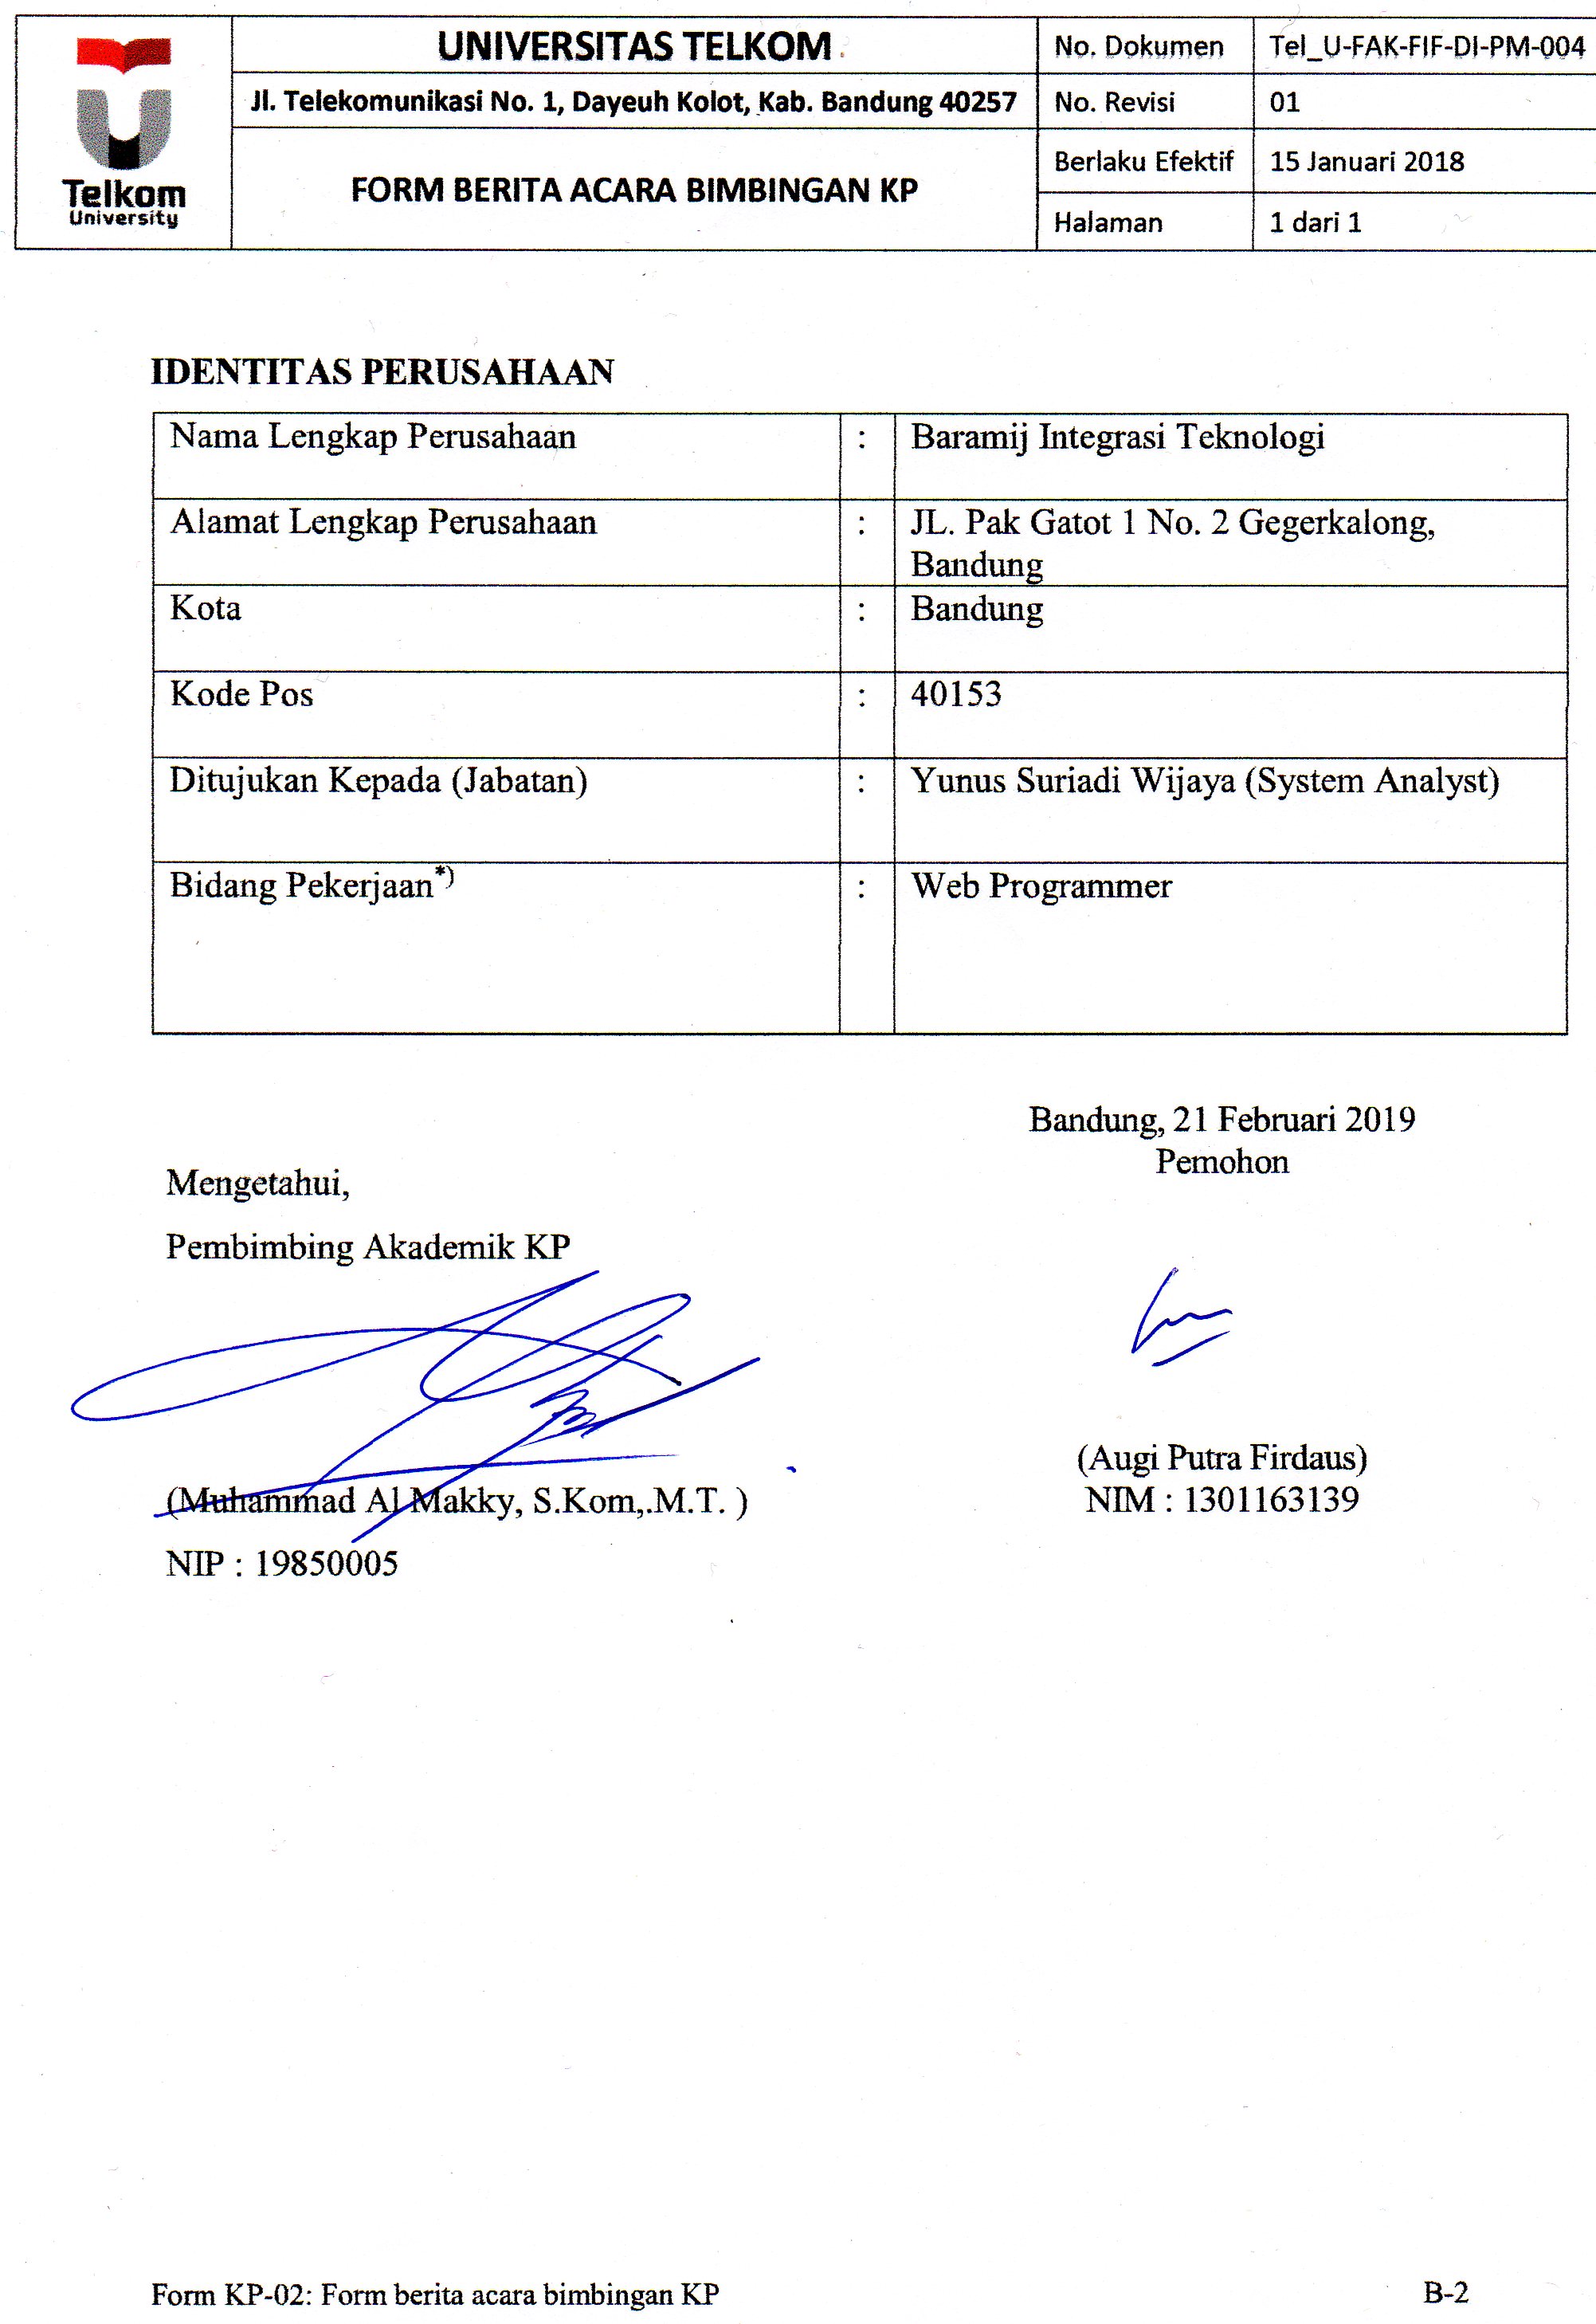 Telkom
University
UNIVERSITAS TELKOM
Jl. Telekomunikasi No. 1, Dayeuh Kolot, Kab. Bandung 40257
FORM BERITA ACARA BIMBINGAN KP
No. Dokumen Tel_U-FAK-FIF-DI-PM-004
No. Revisi 01
Berlaku Efektif 15 Januari 2018
Halaman 1 dari 1
IDENTITAS PERUSAHAAN
Nama Lengkap Perusahaan : Baramij Integrasi Teknologi
Alamat Lengkap Perusahaan : JL. Pak Gatot 1 No. 2 Gegerkalong,
Bandung
Kota : Bandung
Kode Pos : 40153
Ditujukan Kepada (Jabatan) : Yunus Suriadi Wijaya (System Analyst)
Bidang Pekerjaan*) : Web Programmer
Bandung, 21 Februari 2019
Pemohon
Mengetahui,
Pembimbing Akademik KP
(Augi Putra Firdaus)
NIM : 1301163139
(Muhammad Al Makky, S.Kom,.M.T. )
NIP : 19850005
Form KP-02: Form berita acara bimbingan KP B-2